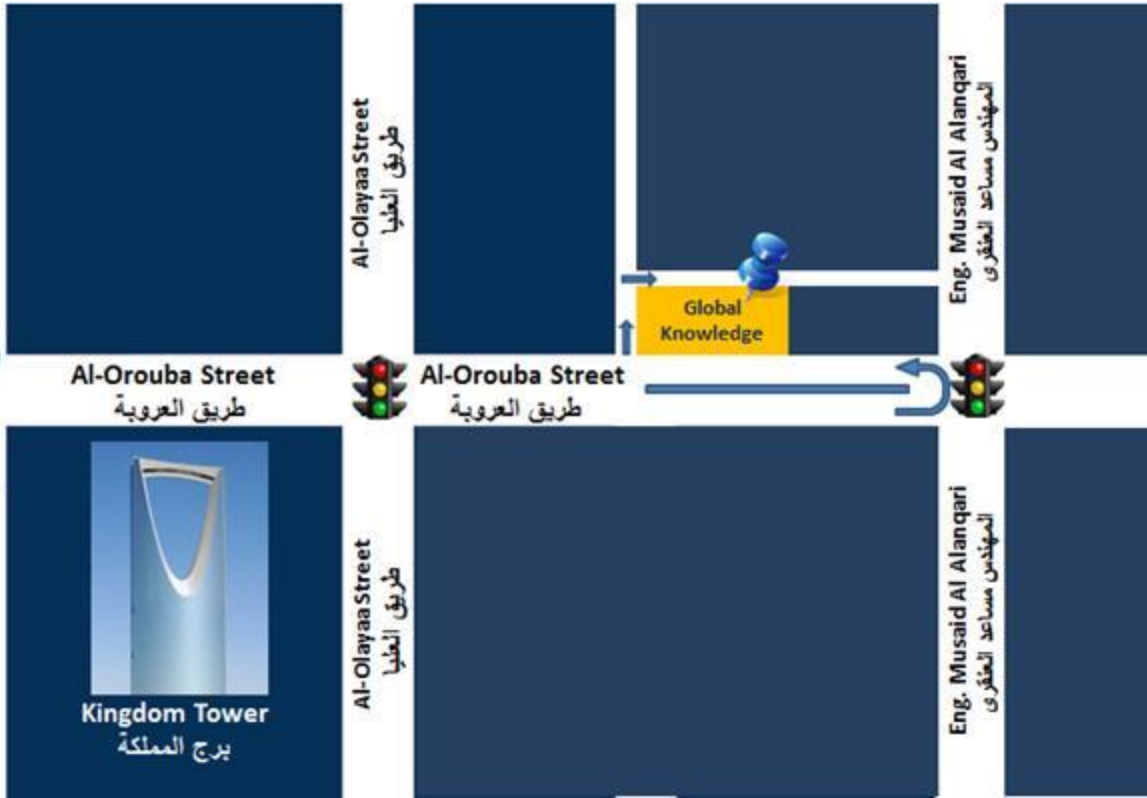 Al-Olayaa Street
طريق العليا
Eng. Musaid Al Alanqari
المهندس مساعد العنقرى
Global
Knowledge
Al-Orouba Street
طريق العروبة
Al-Orouba Street
طريق العروبة
Kingdom Tower
برج المملكة
Al-Olayaa Street
طريق العليا
Eng. Musaid Al Alanqari
المهندس مساعد العنقرى